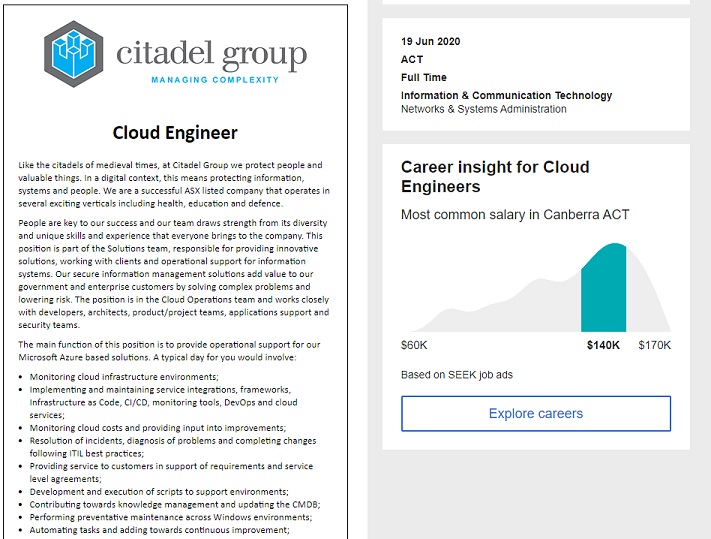 citadel group
MANAGING COMPLEXITY
Cloud Engineer
Like the citadels of medieval times, at Citadel Group we protect people and
valuable things. In a digital context, this means protecting information,
systems and people. We are a successful ASX listed company that operates in
several exciting verticals including health, education and defence.
People are key to our success and our team draws strength from its diversity
and unique skills and experience that everyone brings to the company. This
position is part of the Solutions team, responsible for providing innovative
solutions, working with clients and operational support for information
systems. Our secure information management solutions add value to our
government and enterprise customers by solving complex problems and
lowering risk. The position is in the Cloud Operations team and works closely
with developers, architects, product/project teams, applications support and
security teams.
The main function of this position is to provide operational support for our
Microsoft Azure based solutions. A typical day for you would involve:
• Monitoring cloud infrastructure environments;
• Implementing and maintaining service integrations, frameworks,
Infrastructure as Code, CI/CD, monitoring tools, DevOps and cloud
services;
• Monitoring cloud costs and providing input into improvements;
• Resolution of incidents, diagnosis of problems and completing changes
following ITIL best practices;
• Providing service to customers in support of requirements and service
level agreements;
• Development and execution of scripts to support environments;
• Contributing towards knowledge management and updating the CMDB;
• Performing preventative maintenance across Windows environments;
• Automating tasks and adding towards continuous improvement;
19 Jun 2020
ACT
Full Time
Information & Communication Technology
Networks & Systems Administration
Career insight for Cloud
Engineers
Most common salary in Canberra ACT
$60K $140K $170K
Based on SEEK job ads
Explore careers